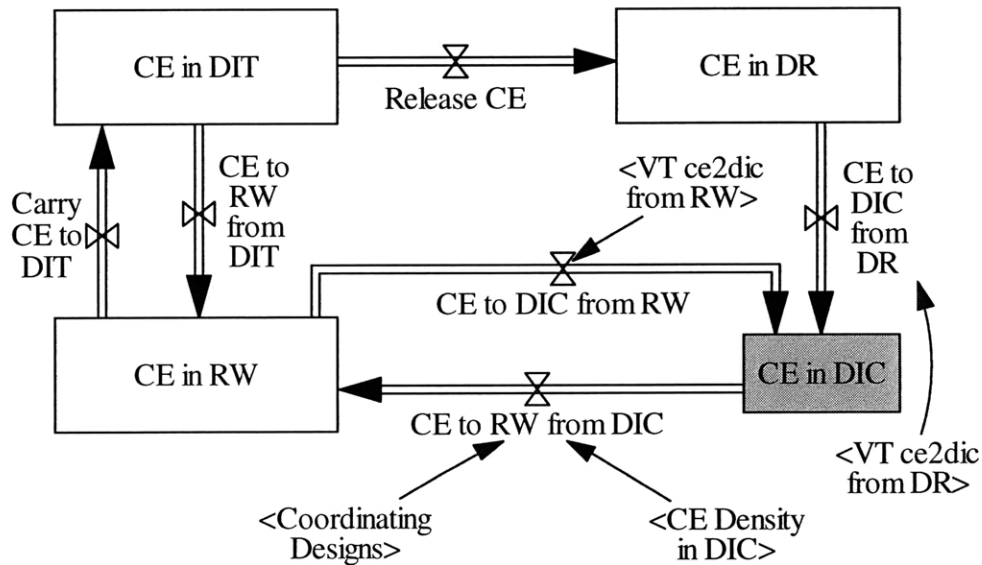 CE in DIT
CE in DR
Release CE
CE to
RW
from
DIT
Carry
CE to
DIT
<VT ce2dic
from RW>
CE to
DIC
from
DR
CE to DIC from RW
CE in RW
CE in DIC
CE to RW from DIC
<VT ce2dic
from DR>
<Coordinating
Designs>
<CE Density
in DIC>